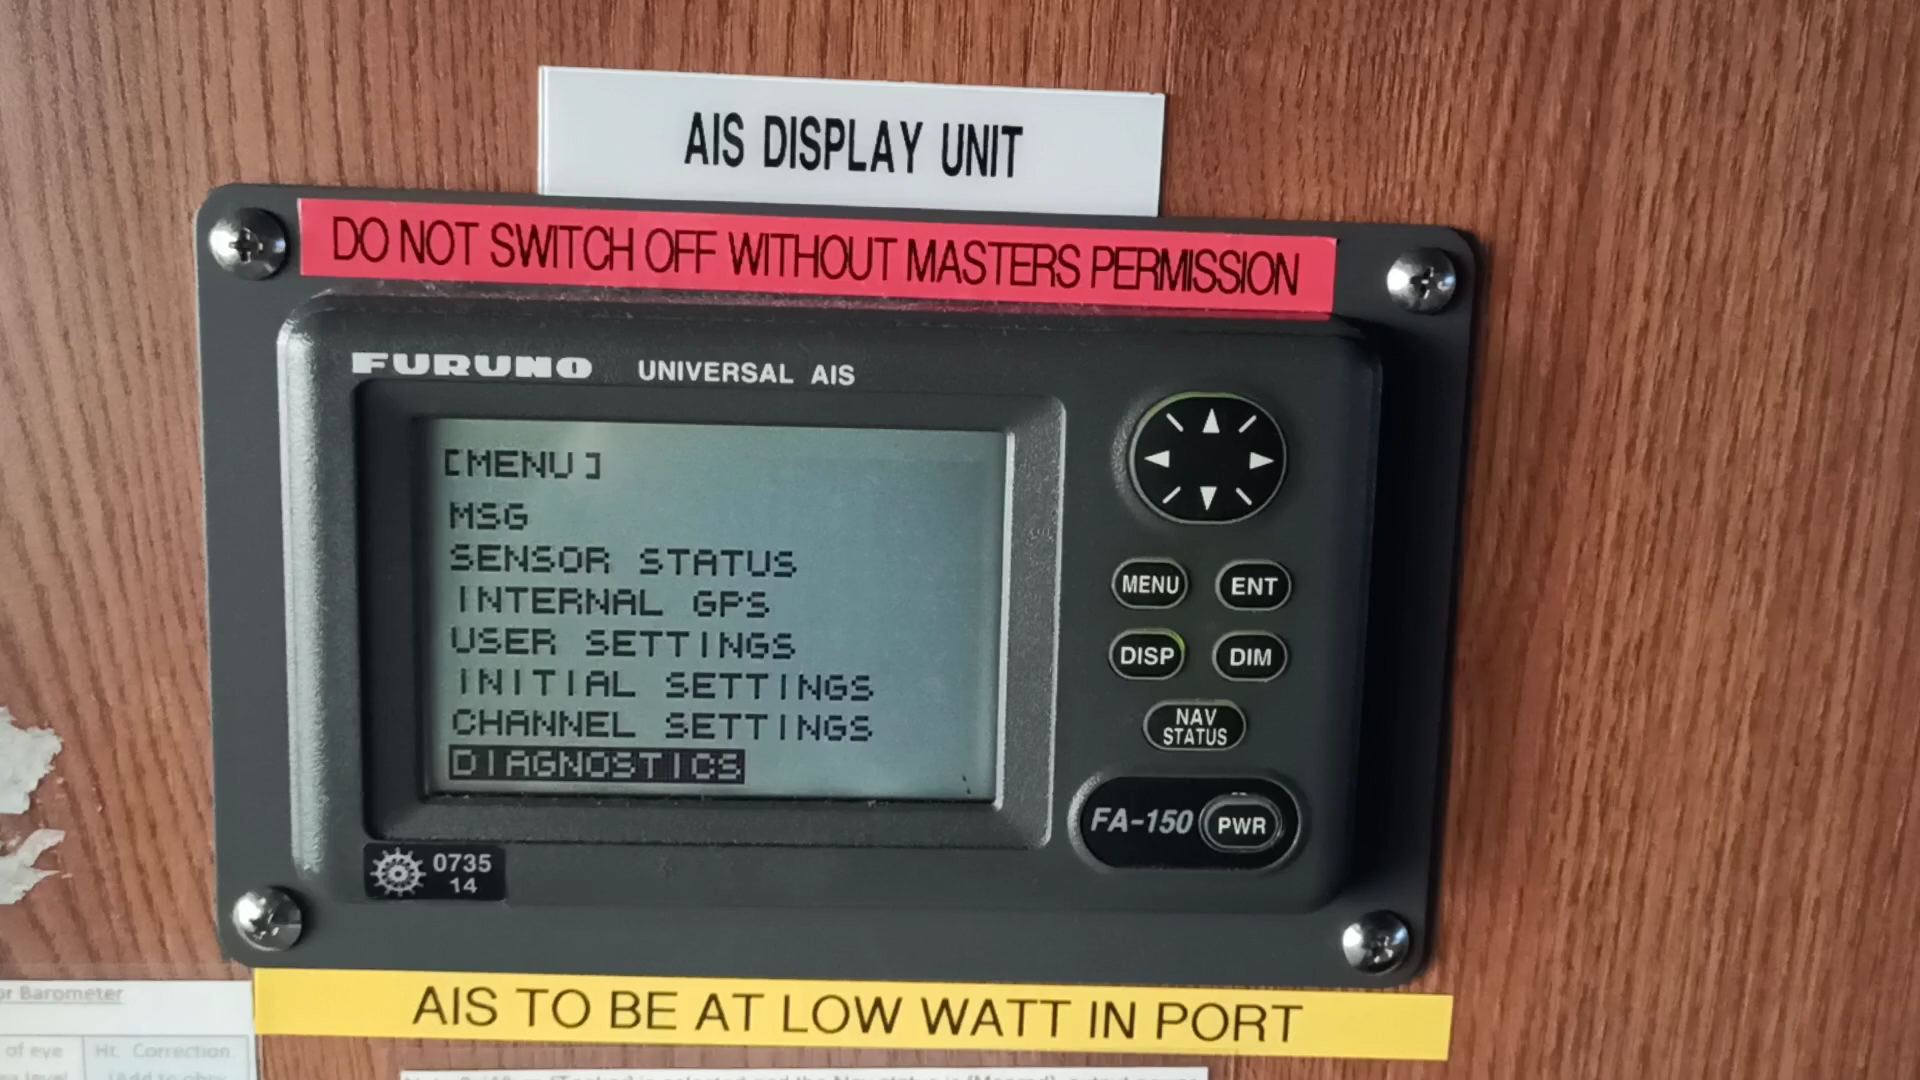 AIS DISPLAY UNIT
DO NOT SWITCH OFF WITHOUT MASTERS PERMISSION
FURUNO UNIVERSAL AIS
[MENU]
MSG
SENSOR STATUS
INTERNAL GPS
USER SETTINGS
INITIAL SETTINGS
CHANNEL SETTINGS
DIAGNOSTICS
MENU ENT
DISP DIM
NAV
STATUS
FA-150 PWR
0735
14
AIS TO BE AT LOW WATT IN PORT
or Barometer
of eye Ht. Correction